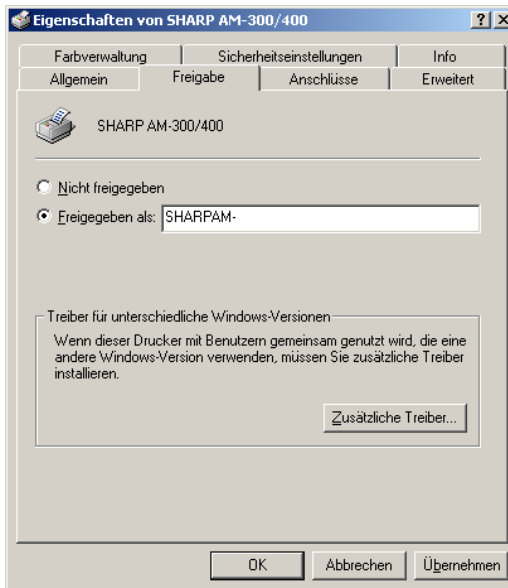 Eigenschaften von SHARP AM-300/400
Farbverwaltung Sicherheitseinstellungen Info
Allgemein Freigabe Anschlüsse Erweitert
SHARP AM-300/400
Nicht freigegeben
Freigegeben als: SHARPAM-
Treiber für unterschiedliche Windows-Versionen
Wenn dieser Drucker mit Benutzern gemeinsam genutzt wird, die eine
andere Windows-Version verwenden, müssen Sie zusätzliche Treiber
installieren.
Zusätzliche Treiber...
OK Abbrechen Übernehmen